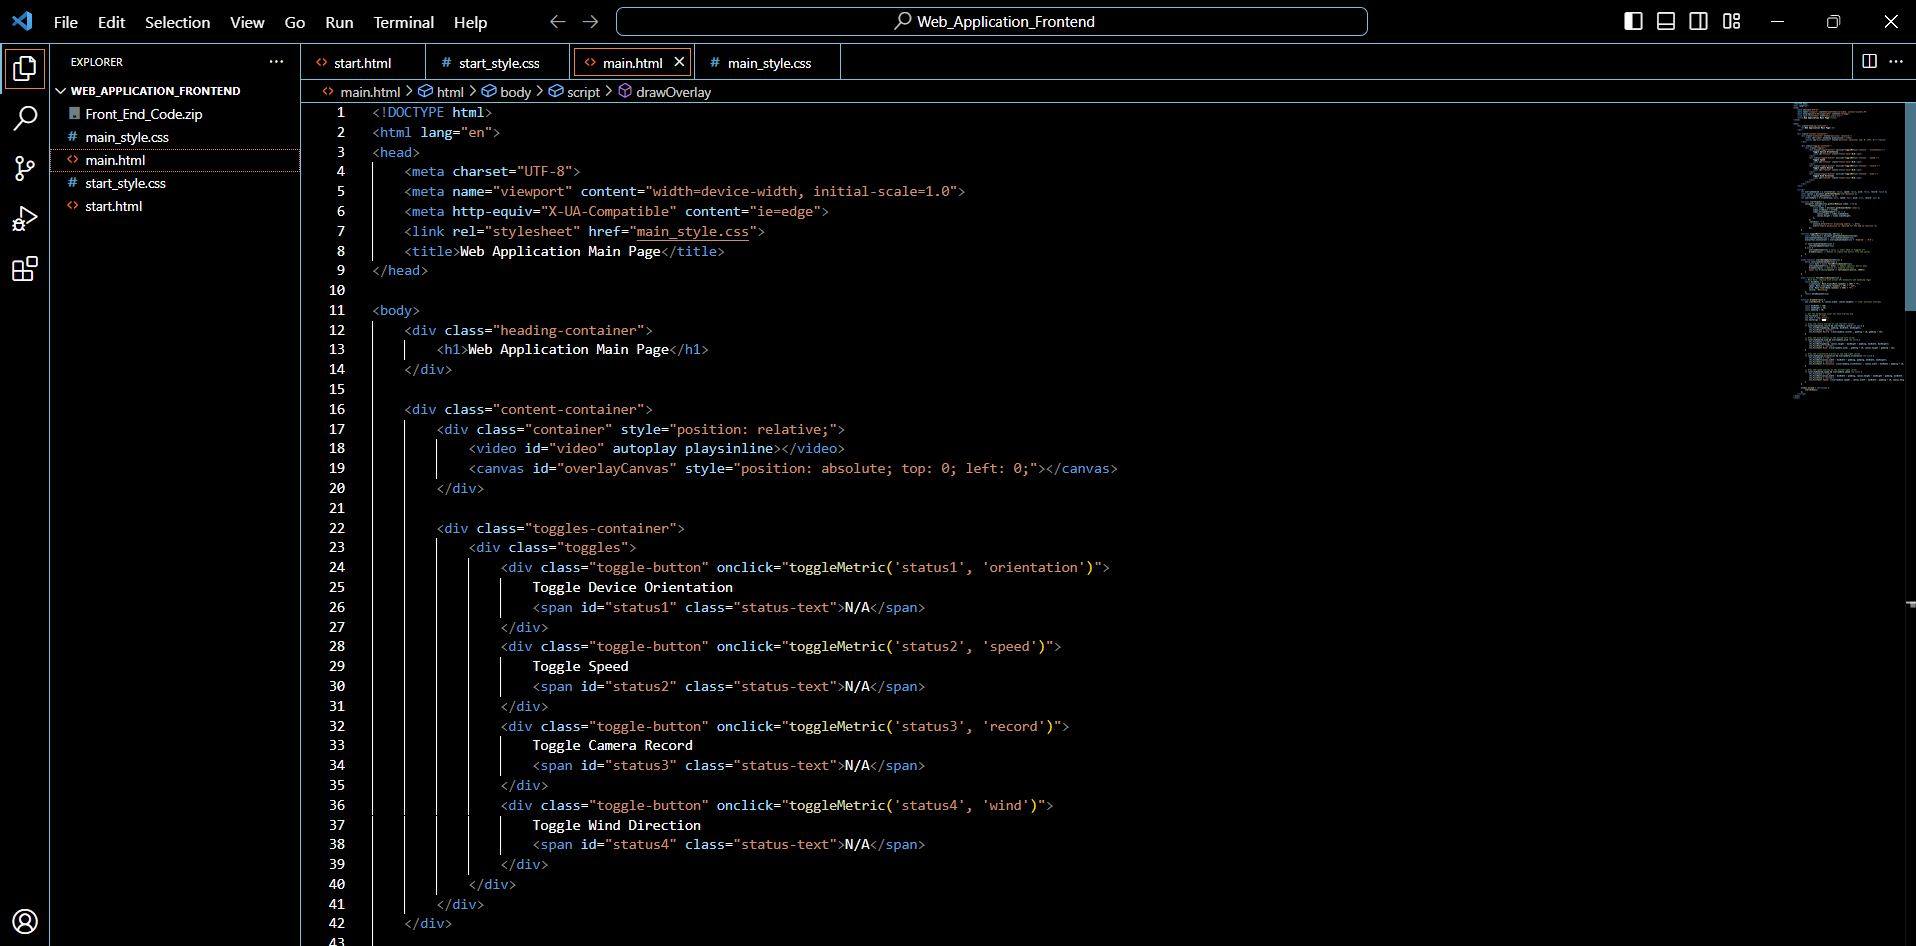 File Edit Selection View Go Run Terminal Help
Web_Application_Frontend
EXPLORER
WEB_APPLICATION_FRONTEND
Front_End_Code.zip
# main_style.css
<> main.html
# start_style.css
<> start.html
<> start.html
# start_style.css
<> main.html
# main_style.css
<> main.html > html > body > script > drawOverlay
1 <!DOCTYPE html>
2 <html lang="en">
3 <head>
4     <meta charset="UTF-8">
5     <meta name="viewport" content="width=device-width, initial-scale=1.0">
6     <meta http-equiv="X-UA-Compatible" content="ie=edge">
7     <link rel="stylesheet" href="main_style.css">
8     <title>Web Application Main Page</title>
9 </head>
10
11 <body>
12     <div class="heading-container">
13         <h1>Web Application Main Page</h1>
14     </div>
15
16     <div class="content-container">
17         <div class="container" style="position: relative;">
18             <video id="video" autoplay playsinline></video>
19             <canvas id="overlayCanvas" style="position: absolute; top: 0; left: 0;"></canvas>
20         </div>
21
22         <div class="toggles-container">
23             <div class="toggles">
24                 <div class="toggle-button" onclick="toggleMetric('status1', 'orientation')">
25                     Toggle Device Orientation
26                     <span id="status1" class="status-text">N/A</span>
27                 </div>
28                 <div class="toggle-button" onclick="toggleMetric('status2', 'speed')">
29                     Toggle Speed
30                     <span id="status2" class="status-text">N/A</span>
31                 </div>
32                 <div class="toggle-button" onclick="toggleMetric('status3', 'record')">
33                     Toggle Camera Record
34                     <span id="status3" class="status-text">N/A</span>
35                 </div>
36                 <div class="toggle-button" onclick="toggleMetric('status4', 'wind')">
37                     Toggle Wind Direction
38                     <span id="status4" class="status-text">N/A</span>
39                 </div>
40             </div>
41         </div>
42     </div>
43